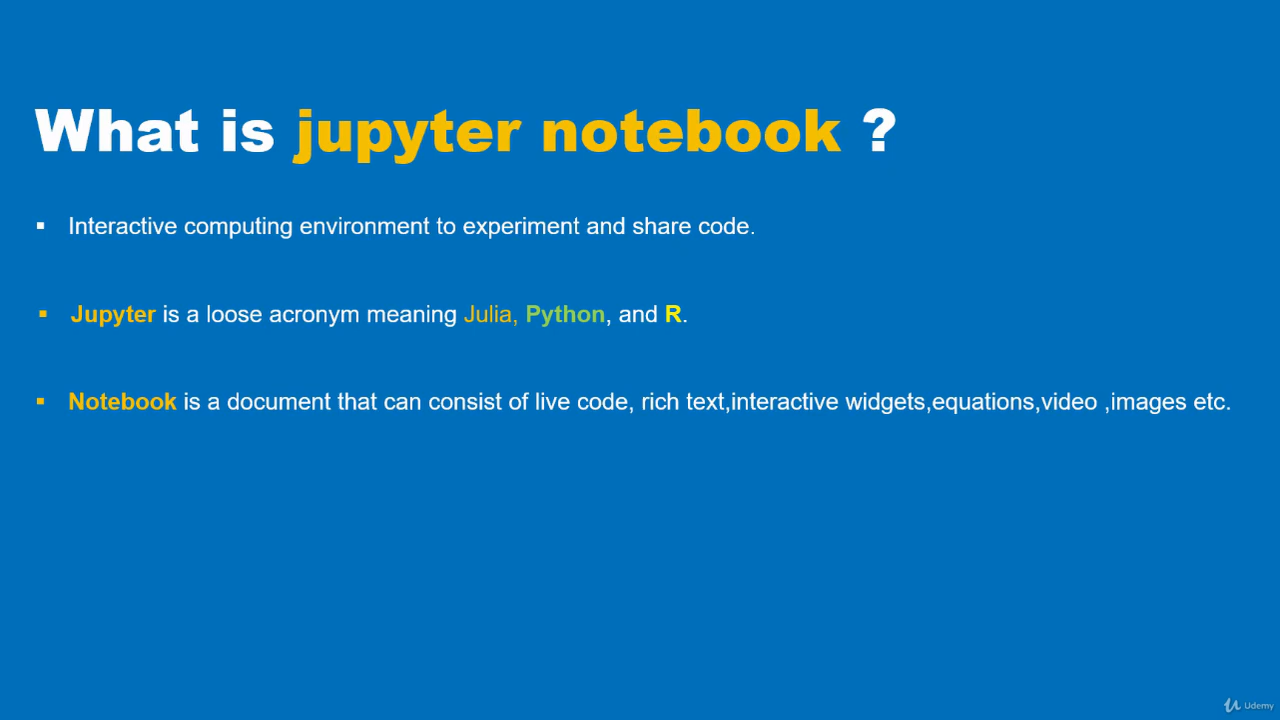 What is jupyter notebook ?
▪ Interactive computing environment to experiment and share code.
▪ Jupyter is a loose acronym meaning Julia, Python, and R.
▪ Notebook is a document that can consist of live code, rich text,interactive widgets,equations,video ,images etc.
Udemy